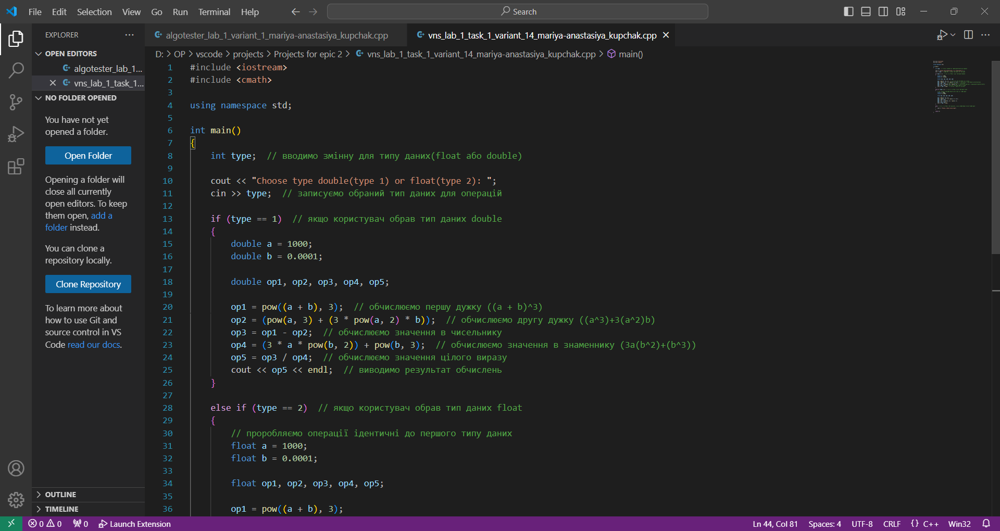 File Edit Selection View Go Run Terminal Help Search
EXPLORER
OPEN EDITORS
algotester_lab_1...
vns_lab_1_task_1...
NO FOLDER OPENED
You have not yet
opened a folder.
Open Folder
Opening a folder will
close all currently
open editors. To keep
them open, add a
folder instead.
You can clone a
repository locally.
Clone Repository
To learn more about
how to use Git and
source control in VS
Code read our docs.
OUTLINE
TIMELINE
algotester_lab_1_variant_1_mariya-anastasiya_kupchak.cpp vns_lab_1_task_1_variant_14_mariya-anastasiya_kupchak.cpp
D: > OP > vscode > projects > Projects for epic 2 > vns_lab_1_task_1_variant_14_mariya-anastasiya_kupchak.cpp > main()
1 #include <iostream>
2 #include <cmath>
3
4 using namespace std;
5
6 int main()
7 {
8 int type; // вводимо змінну для типу даних(float або double)
9
10 cout << "Choose type double(type 1) or float(type 2): ";
11 cin >> type; // записуємо обраний тип даних для операцій
12
13 if (type == 1) // якщо користувач обрав тип даних double
14 {
15 double a = 1000;
16 double b = 0.0001;
17
18 double op1, op2, op3, op4, op5;
19
20 op1 = pow((a + b), 3); // обчислюємо першу дужку ((a + b)^3)
21 op2 = (pow(a, 3) + (3 * pow(a, 2) * b)); // обчислюємо другу дужку ((a^3)+3(a^2)b)
22 op3 = op1 - op2; // обчислюємо значення в чисельнику
23 op4 = (3 * a * pow(b, 2)) + pow(b, 3); // обчислюємо значення в знаменнику (3a(b^2)+(b^3))
24 op5 = op3 / op4; // обчислюємо значення цілого виразу
25 cout << op5 << endl; // виводимо результат обчислень
26 }
27
28 else if (type == 2) // якщо користувач обрав тип даних float
29 {
30 // проробляємо операції ідентичні до першого типу даних
31 float a = 1000;
32 float b = 0.0001;
33
34 float op1, op2, op3, op4, op5;
35
36 op1 = pow((a + b), 3);
0 0 0 Launch Extension Ln 44, Col 81 Spaces: 4 UTF-8 CRLF {} C++ Win32